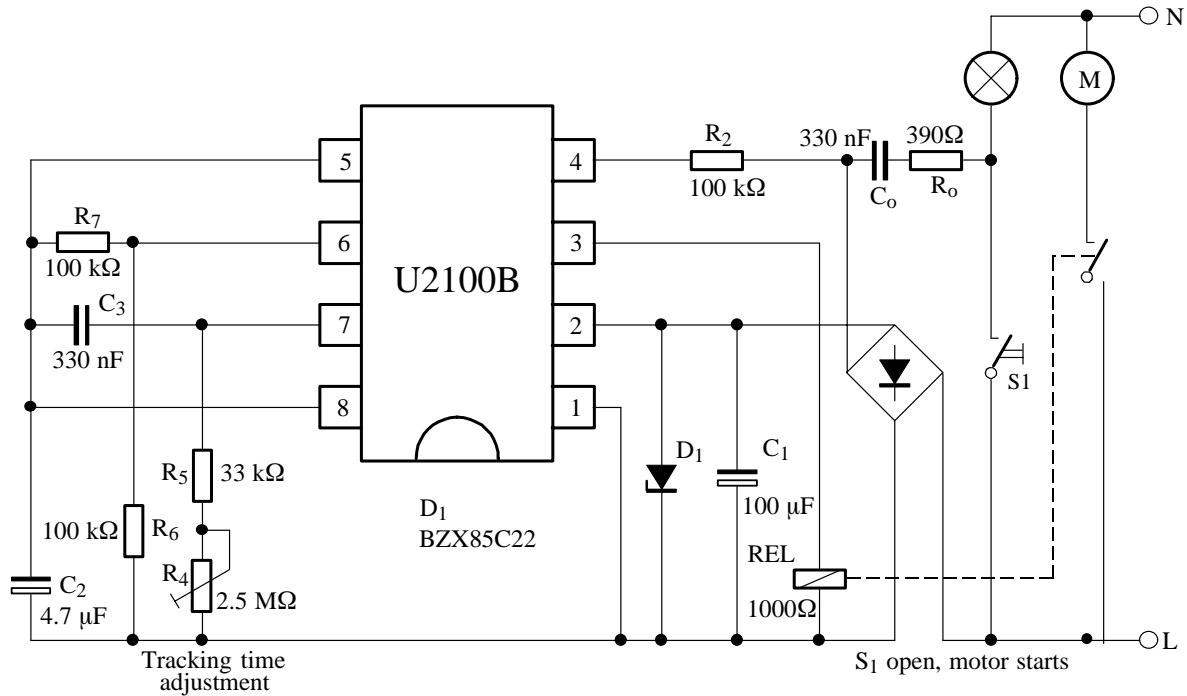 N
M
R2
330 nF
390Ω
5
4
100 kΩ
Co
Ro
R7
6
3
100 kΩ
U2100B
C3
7
2
330 nF
S1
8
1
R5
33 kΩ
D1
C1
100 μF
D1
BZX85C22
100 kΩ
R6
REL
R4
C2
2.5 MΩ
1000Ω
4.7 μF
L
Tracking time
adjustment
S1 open, motor starts